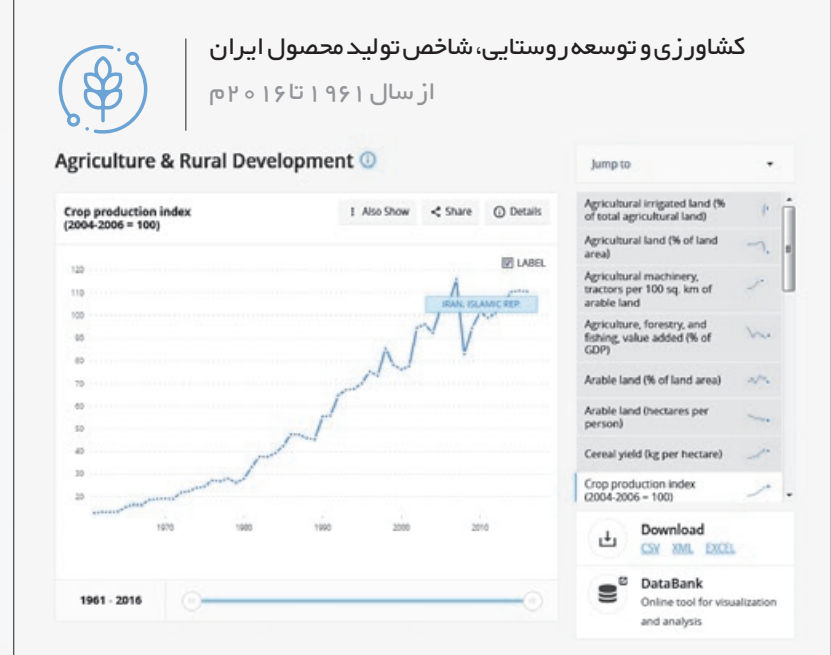 کشاورزی و توسعه روستایی، شاخص تولید محصول ایران
از سال ۱۹۶۱ تا ۲۰۱۶م
Agriculture & Rural Development
Jump to
Crop production index
(2004-2006 = 100)
Also Show
Share
Details
LABEL
120
110
100
90
80
70
60
50
40
30
20
IRAN, ISLAMIC REP.
1970
1980
1990
2000
2010
1961 - 2016
Agricultural irrigated land (%
of total agricultural land)
Agricultural land (% of land
area)
Agricultural machinery,
tractors per 100 sq. km of
arable land
Agriculture, forestry, and
fishing, value added (% of
GDP)
Arable land (% of land area)
Arable land (hectares per
person)
Cereal yield (kg per hectare)
Crop production index
(2004-2006 = 100)
Download
CSV XML EXCEL
DataBank
Online tool for visualization
and analysis